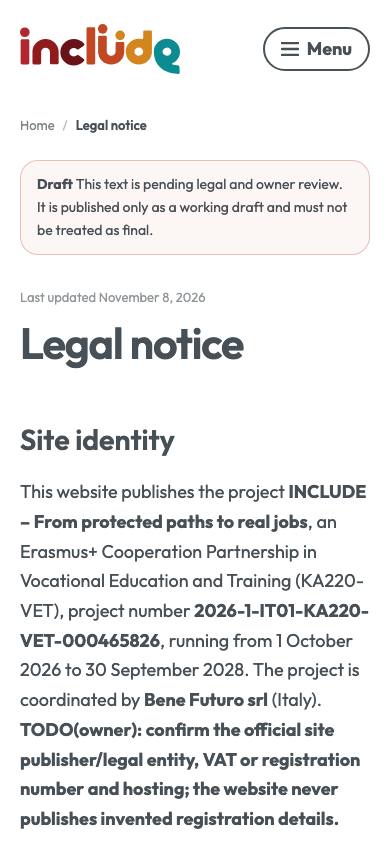 include
Menu
Home / Legal notice
Draft This text is pending legal and owner review.
It is published only as a working draft and must not
be treated as final.
Last updated November 8, 2026
Legal notice
Site identity
This website publishes the project INCLUDE
– From protected paths to real jobs, an
Erasmus+ Cooperation Partnership in
Vocational Education and Training (KA220-
VET), project number 2026-1-IT01-KA220-
VET-000465826, running from 1 October
2026 to 30 September 2028. The project is
coordinated by Bene Futuro srl (Italy).
TODO(owner): confirm the official site
publisher/legal entity, VAT or registration
number and hosting; the website never
publishes invented registration details.